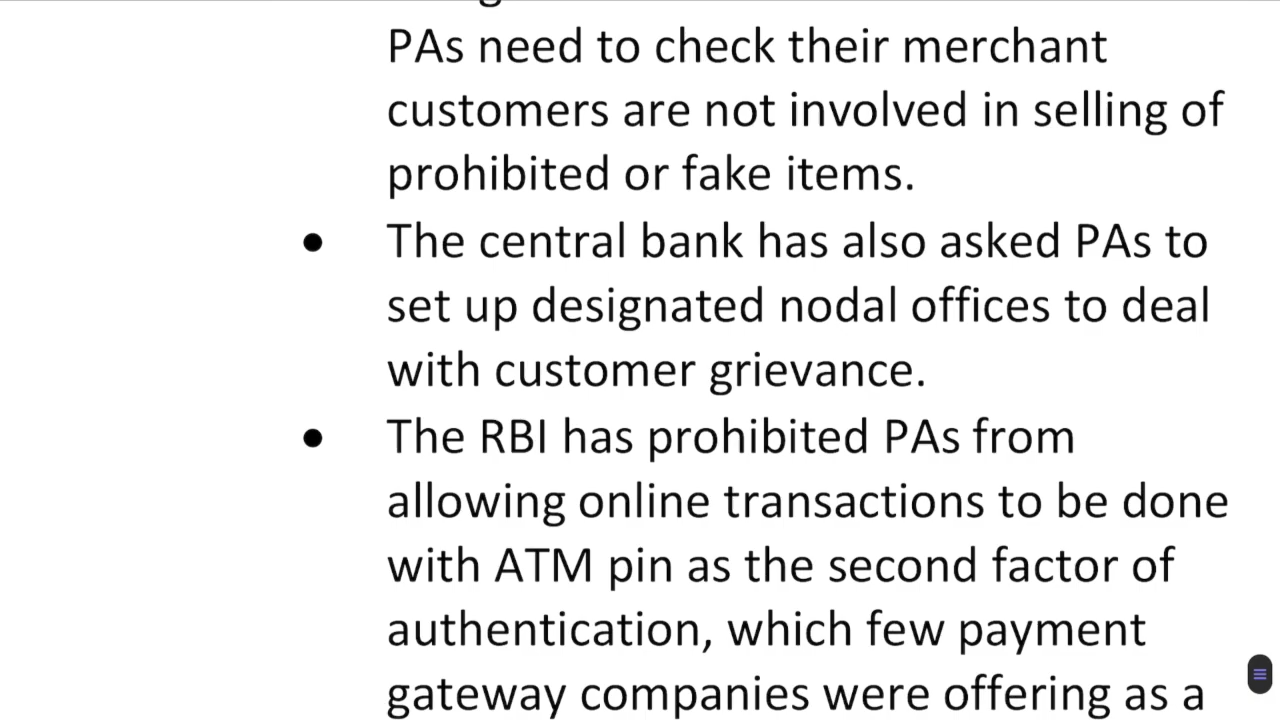 PAs need to check their merchant
customers are not involved in selling of
prohibited or fake items.
• The central bank has also asked PAs to
set up designated nodal offices to deal
with customer grievance.
• The RBI has prohibited PAs from
allowing online transactions to be done
with ATM pin as the second factor of
authentication, which few payment
gateway companies were offering as a